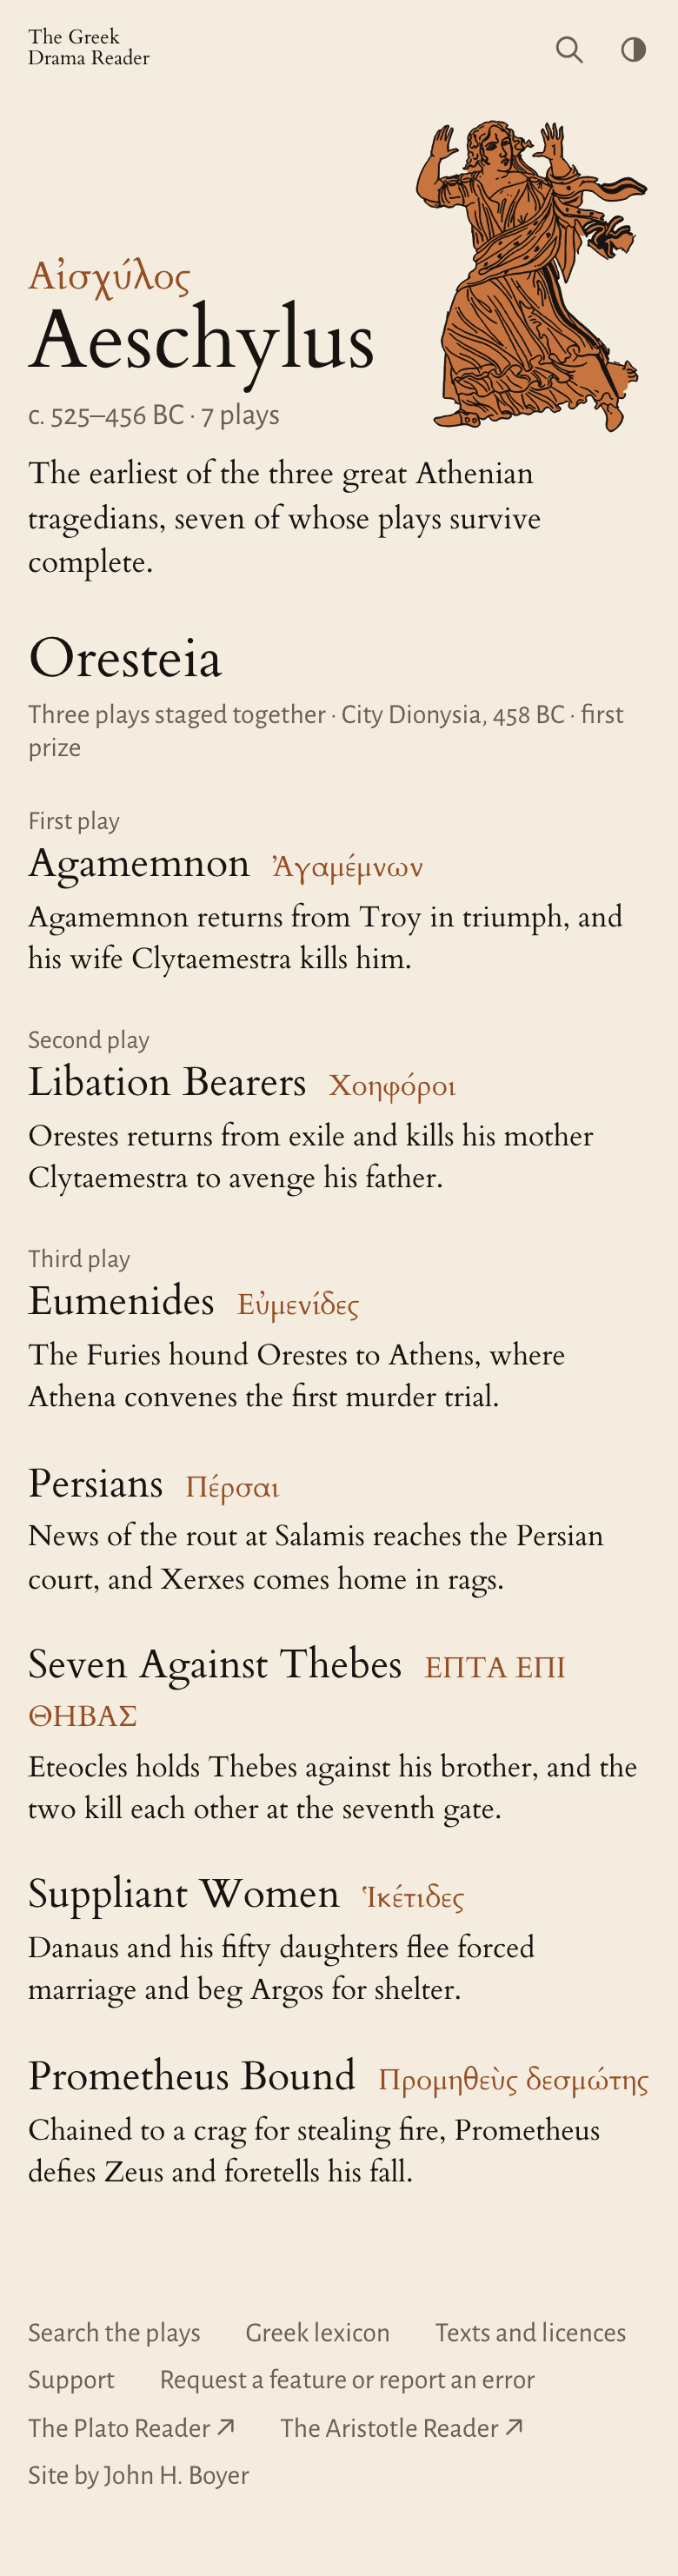 The Greek
Drama Reader
Αἰσχύλος
Aeschylus
c. 525–456 BC · 7 plays
The earliest of the three great Athenian
tragedians, seven of whose plays survive
complete.
Oresteia
Three plays staged together · City Dionysia, 458 BC · first
prize
First play
Agamemnon Ἀγαμέμνων
Agamemnon returns from Troy in triumph, and
his wife Clytaemestra kills him.
Second play
Libation Bearers Χοηφόροι
Orestes returns from exile and kills his mother
Clytaemestra to avenge his father.
Third play
Eumenides Εὐμενίδες
The Furies hound Orestes to Athens, where
Athena convenes the first murder trial.
Persians Πέρσαι
News of the rout at Salamis reaches the Persian
court, and Xerxes comes home in rags.
Seven Against Thebes ΕΠΤΑ ΕΠΙ
ΘΗΒΑΣ
Eteocles holds Thebes against his brother, and the
two kill each other at the seventh gate.
Suppliant Women Ἱκέτιδες
Danaus and his fifty daughters flee forced
marriage and beg Argos for shelter.
Prometheus Bound Προμηθεὺς δεσμώτης
Chained to a crag for stealing fire, Prometheus
defies Zeus and foretells his fall.
Search the plays Greek lexicon Texts and licences
Support Request a feature or report an error
The Plato Reader ↗ The Aristotle Reader ↗
Site by John H. Boyer